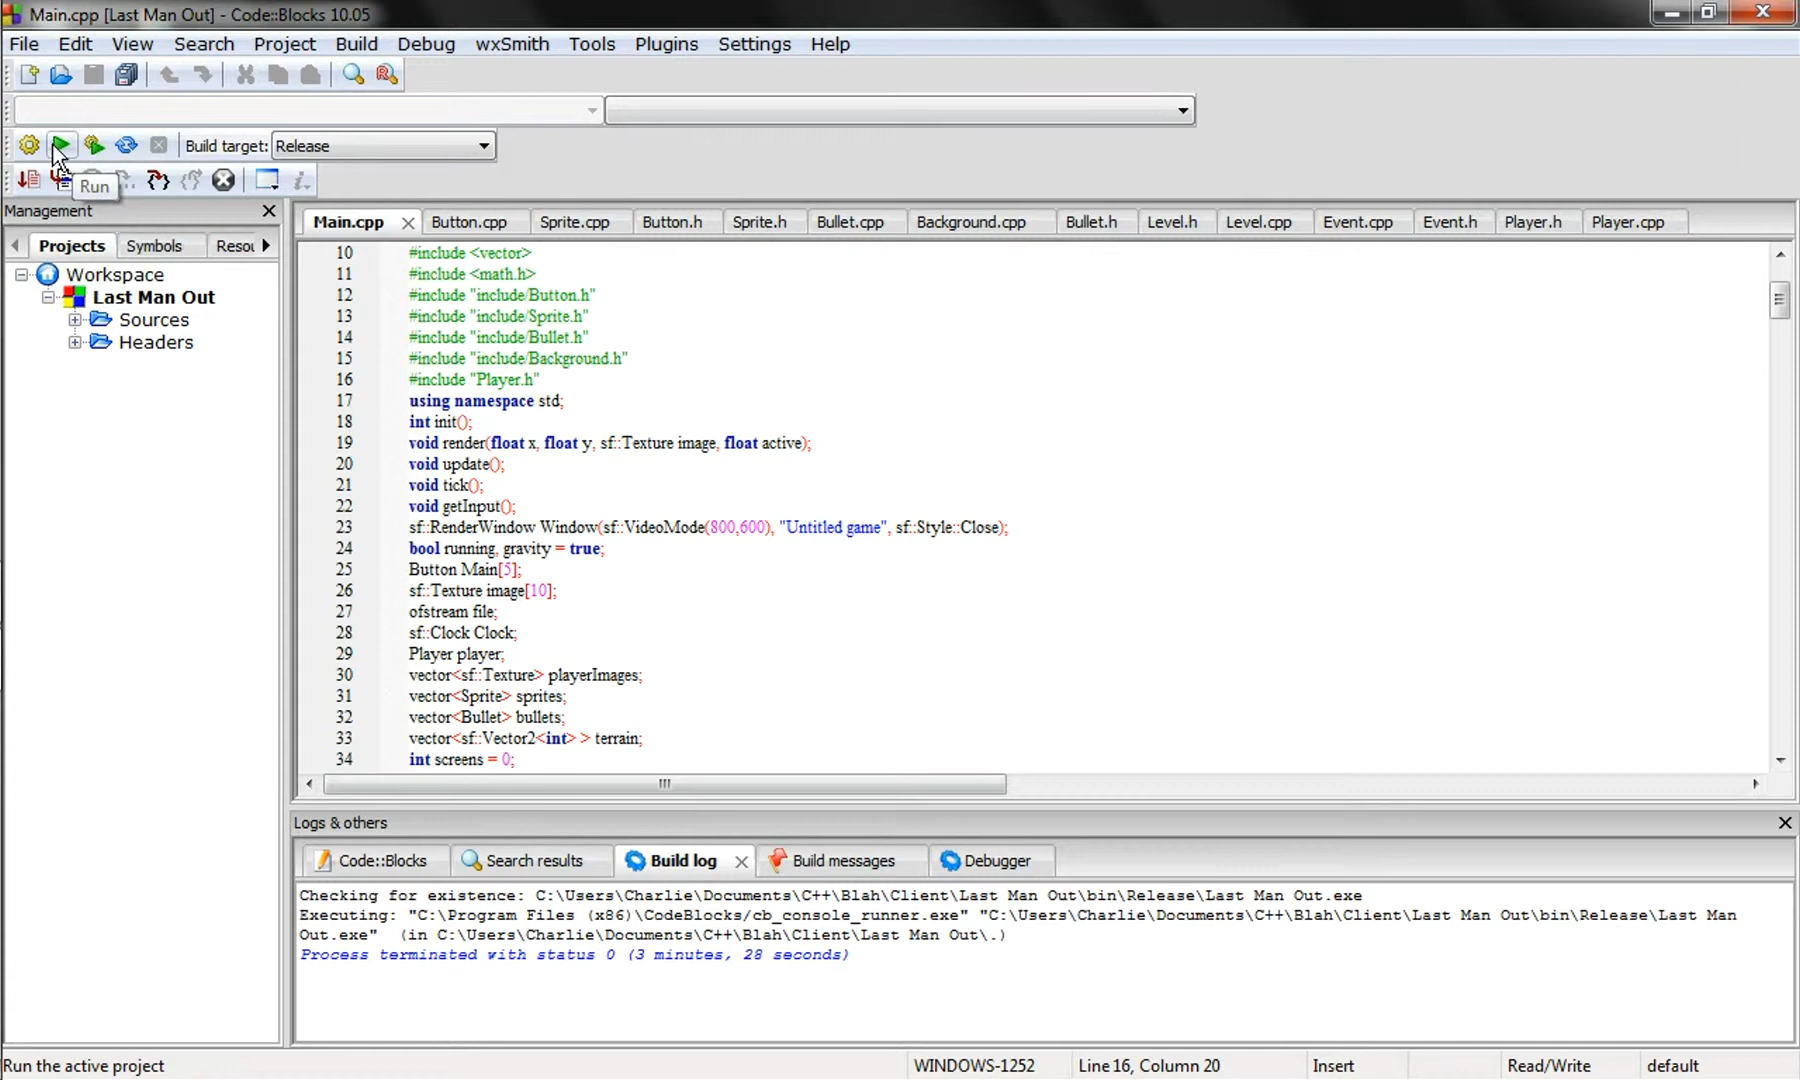 Main.cpp [Last Man Out] - Code::Blocks 10.05
File Edit View Search Project Build Debug wxSmith Tools Plugins Settings Help
Build target: Release
Run
Management
Projects Symbols Resou
Workspace
Last Man Out
Sources
Headers
Main.cpp Button.cpp Sprite.cpp Button.h Sprite.h Bullet.cpp Background.cpp Bullet.h Level.h Level.cpp Event.cpp Event.h Player.h Player.cpp
10 #include <vector>
11 #include <math.h>
12 #include "include/Button.h"
13 #include "include/Sprite.h"
14 #include "include/Bullet.h"
15 #include "include/Background.h"
16 #include "Player.h"
17 using namespace std;
18 int init();
19 void render(float x, float y, sf::Texture image, float active);
20 void update();
21 void tick();
22 void getInput();
23 sf::RenderWindow Window(sf::VideoMode(800,600), "Untitled game", sf::Style::Close);
24 bool running, gravity = true;
25 Button Main[5];
26 sf::Texture image[10];
27 ofstream file;
28 sf::Clock Clock;
29 Player player;
30 vector<sf::Texture> playerImages;
31 vector<Sprite> sprites;
32 vector<Bullet> bullets;
33 vector<sf::Vector2<int> > terrain;
34 int screens = 0;
Logs & others
Code::Blocks Search results Build log Build messages Debugger
Checking for existence: C:\Users\Charlie\Documents\C++\Blah\Client\Last Man Out\bin\Release\Last Man Out.exe
Executing: "C:\Program Files (x86)\CodeBlocks/cb_console_runner.exe" "C:\Users\Charlie\Documents\C++\Blah\Client\Last Man Out\bin\Release\Last Man
Out.exe"  (in C:\Users\Charlie\Documents\C++\Blah\Client\Last Man Out\.)
Process terminated with status 0 (3 minutes, 28 seconds)
Run the active project WINDOWS-1252 Line 16, Column 20 Insert Read/Write default